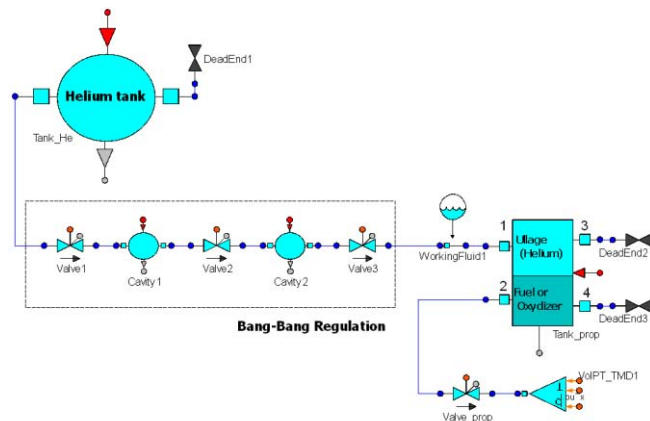 DeadEnd1
Helium tank
Tank_He
Valve1
Cavity1
Valve2
Cavity2
Valve3
WorkingFluid1
1
Ullage
(Helium)
3
DeadEnd2
2
Fuel or
Oxydizer
4
DeadEnd3
Tank_prop
Bang-Bang Regulation
VolPT_TMD1
T
P
Valve_prop